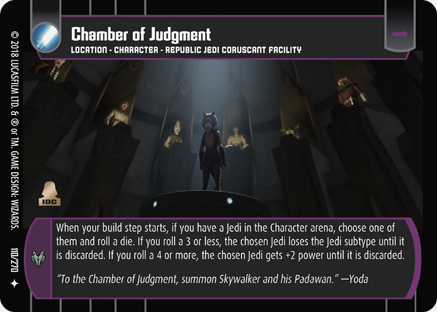 Chamber of Judgment
LOCATION - CHARACTER - REPUBLIC JEDI CORUSCANT FACILITY
IDC
When your build step starts, if you have a Jedi in the Character arena, choose one of
them and roll a die. If you roll a 3 or less, the chosen Jedi loses the Jedi subtype until it
is discarded. If you roll a 4 or more, the chosen Jedi gets +2 power until it is discarded.
“To the Chamber of Judgment, summon Skywalker and his Padawan.” —Yoda
© 2018 LUCASFILM LTD. & ® or TM. GAME DESIGN: WIZARDS.